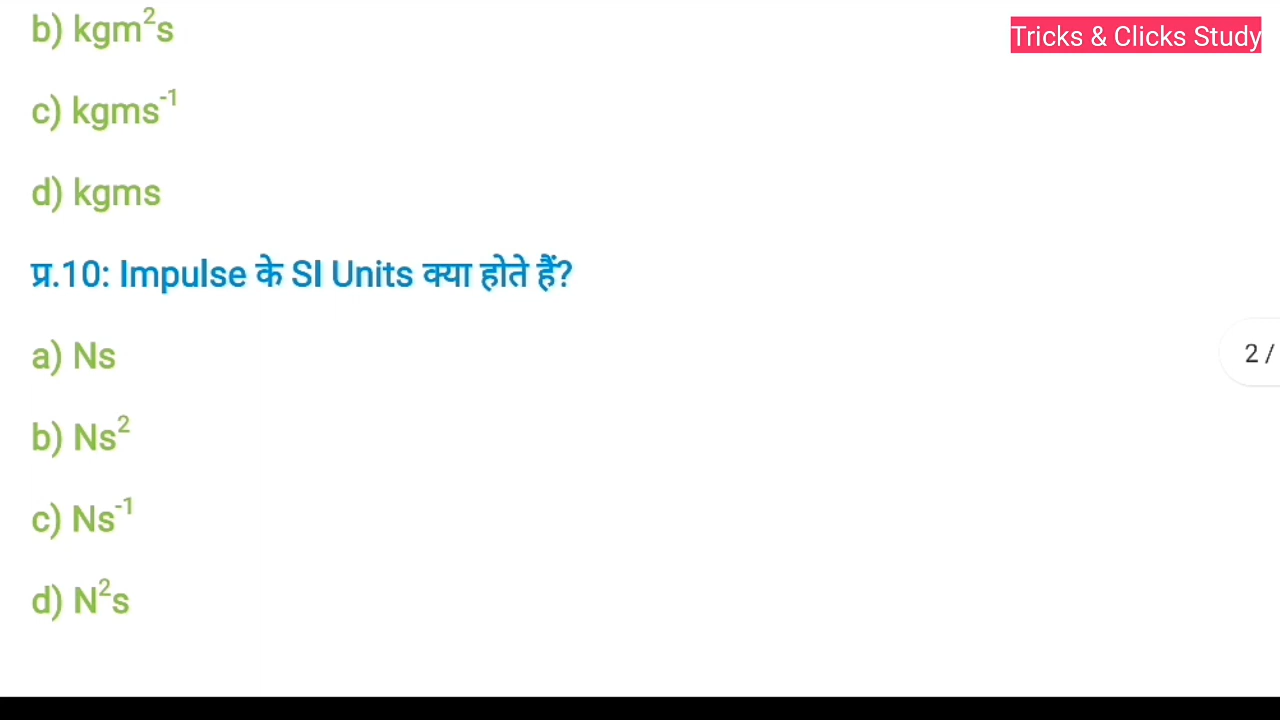 b) kgm²s
Tricks & Clicks Study
c) kgms⁻¹
d) kgms
प्र.10: Impulse के SI Units क्या होते हैं?
a) Ns
2 /
b) Ns²
c) Ns⁻¹
d) N²s